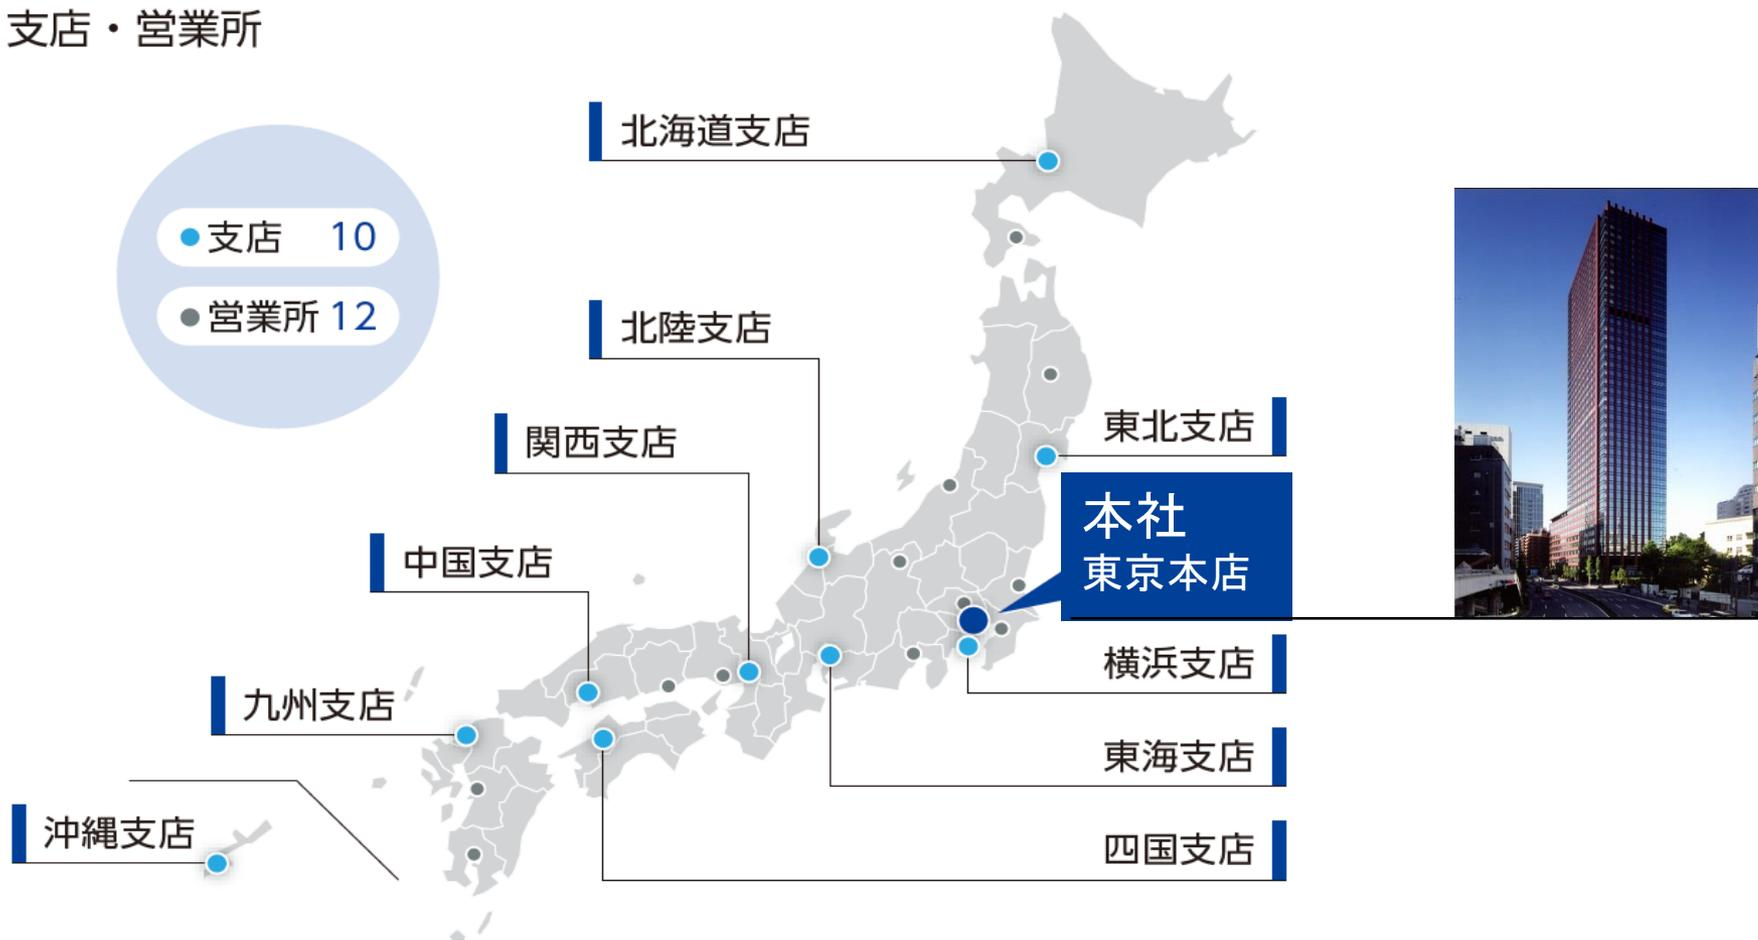 支店・営業所
北海道支店
支店 10
営業所 12
北陸支店
東北支店
関西支店
本社
東京本店
中国支店
横浜支店
九州支店
東海支店
沖縄支店
四国支店